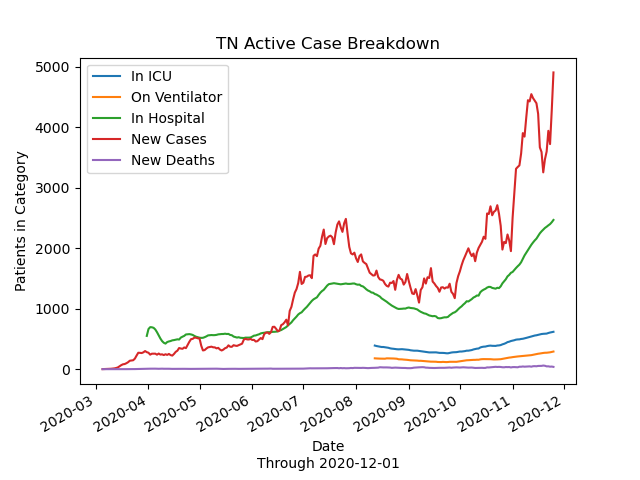 TN Active Case Breakdown
In ICU
On Ventilator
In Hospital
New Cases
New Deaths
Patients in Category
5000
4000
3000
2000
1000
0
2020-03
2020-04
2020-05
2020-06
2020-07
2020-08
2020-09
2020-10
2020-11
2020-12
Date
Through 2020-12-01